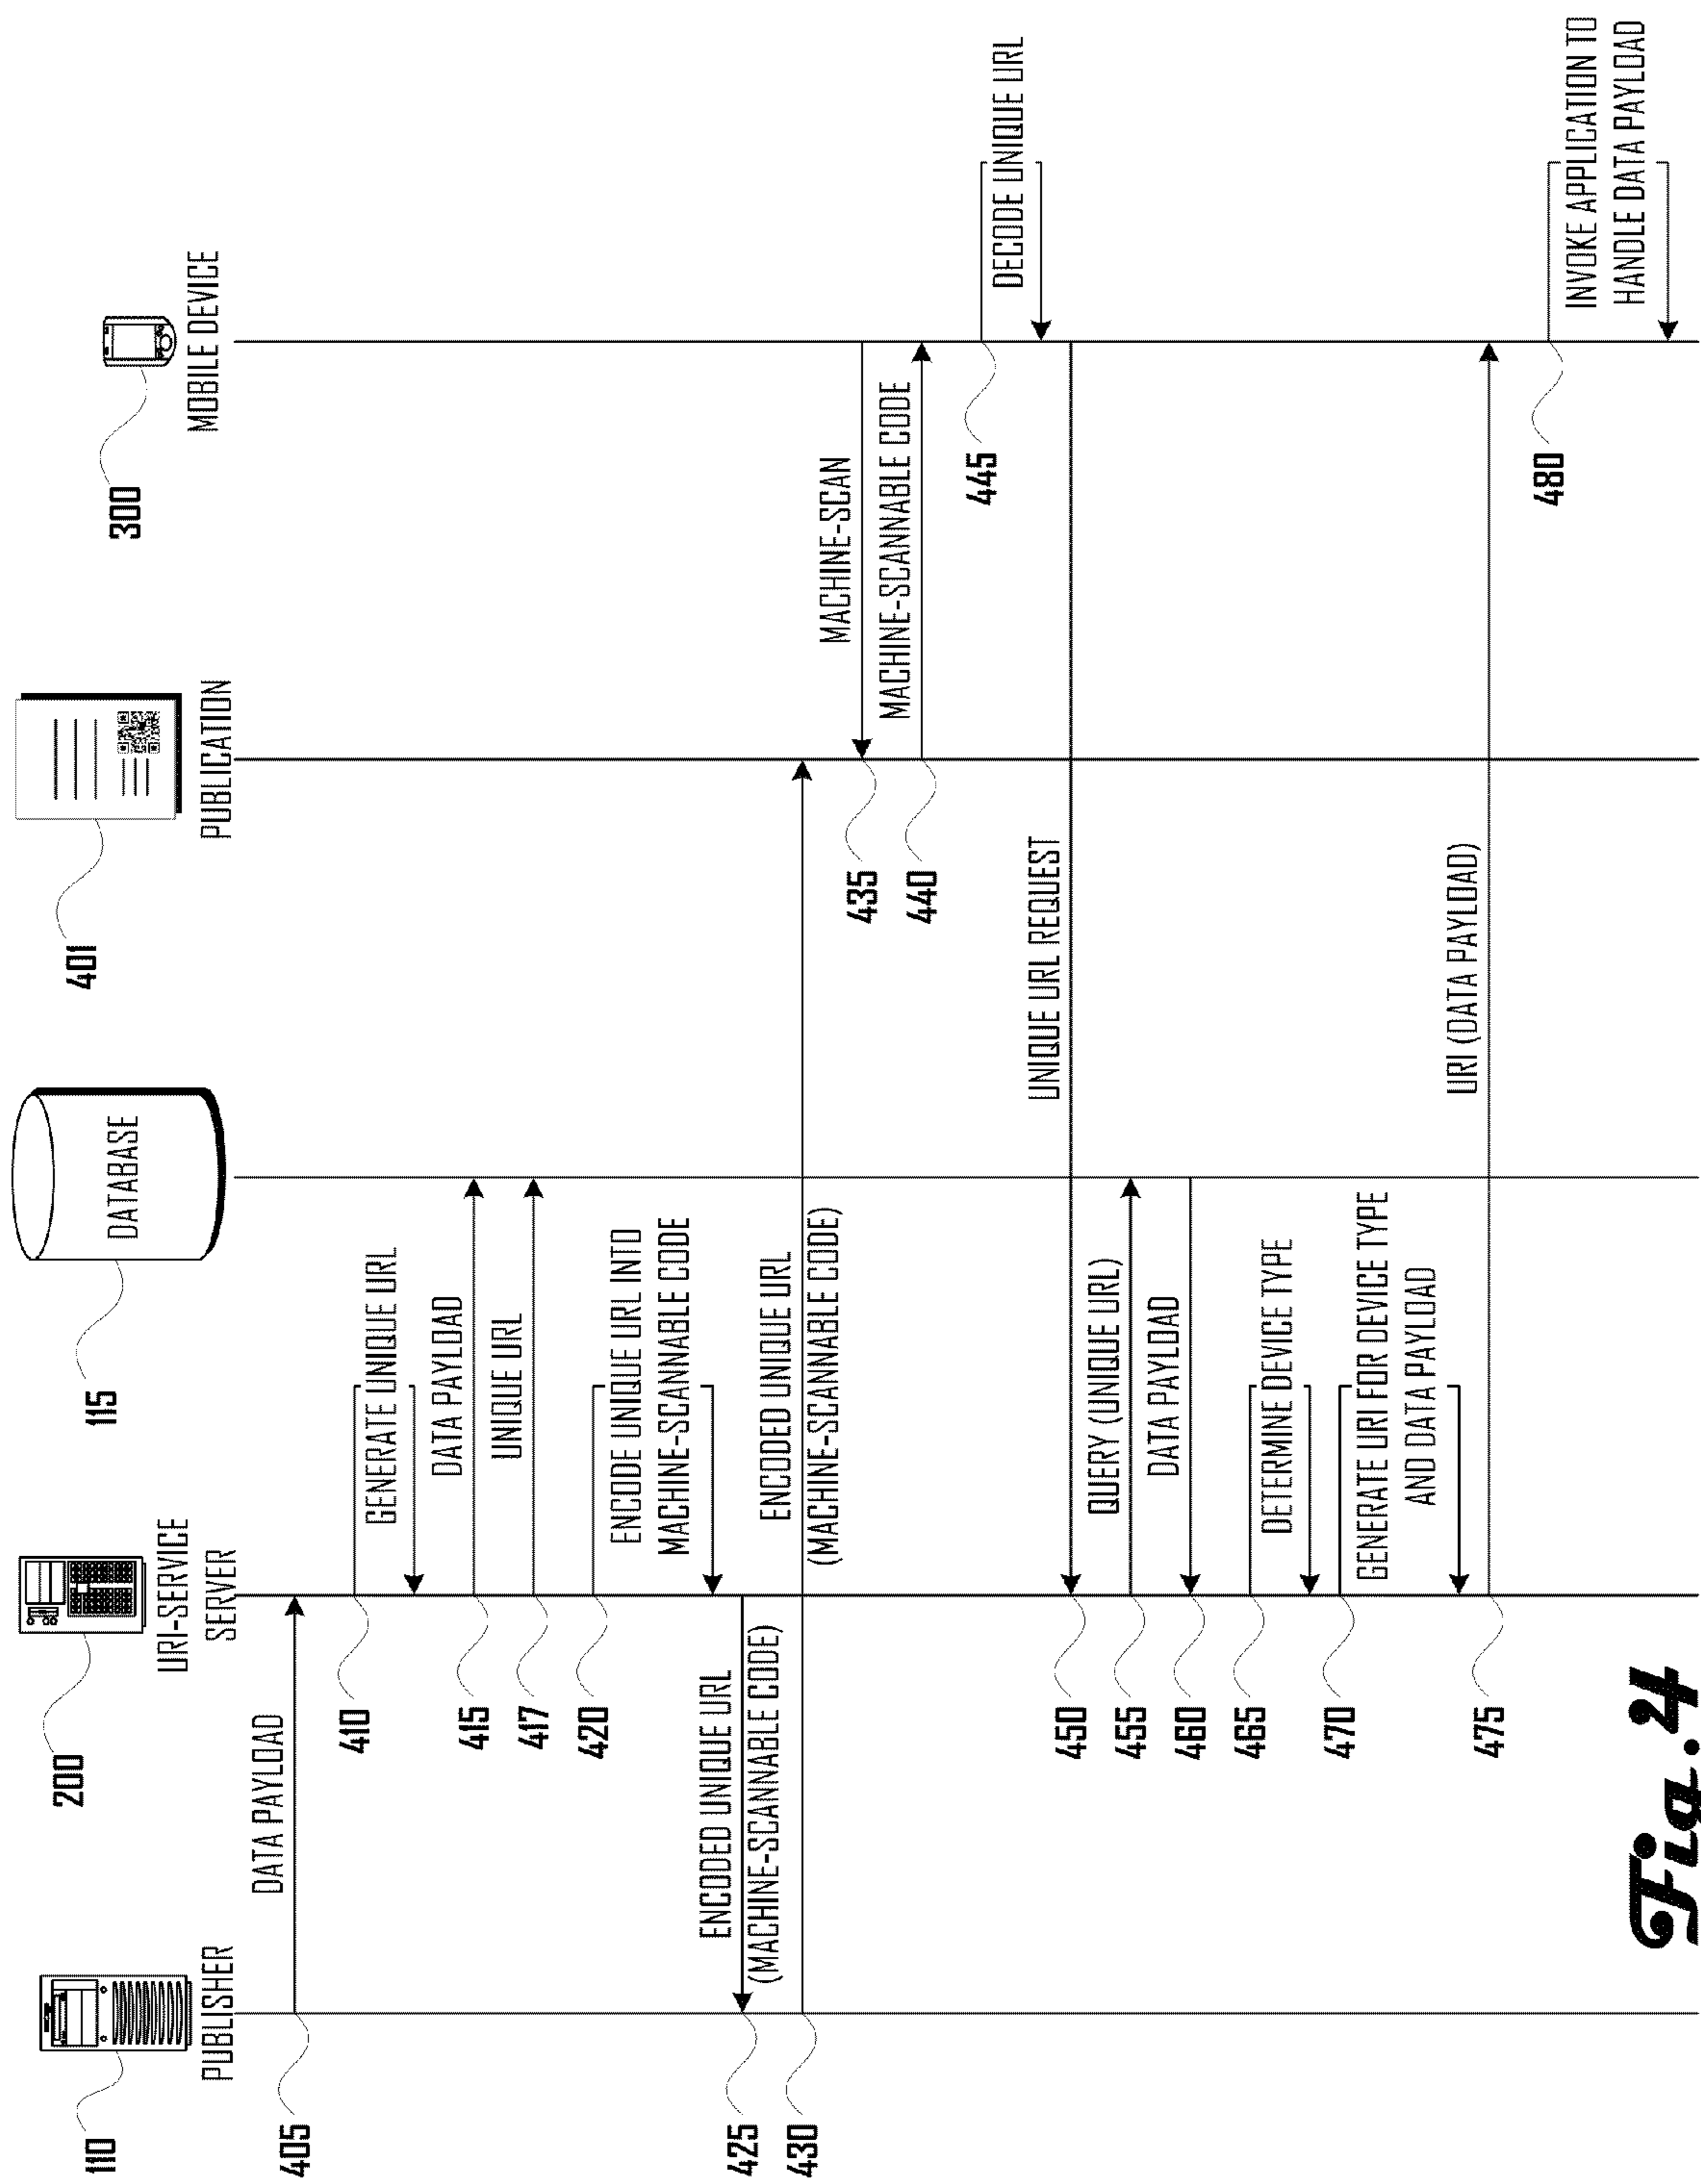 110
PUBLISHER
200
URI-SERVICE
SERVER
115
DATABASE
401
PUBLICATION
300
MOBILE DEVICE
405
DATA PAYLOAD
410
GENERATE UNIQUE URL
415
DATA PAYLOAD
417
UNIQUE URL
420
ENCODE UNIQUE URL INTO
MACHINE-SCANNABLE CODE
425
ENCODED UNIQUE URL
(MACHINE-SCANNABLE CODE)
430
ENCODED UNIQUE URL
(MACHINE-SCANNABLE CODE)
435
MACHINE-SCAN
440
MACHINE-SCANNABLE CODE
445
DECODE UNIQUE URL
450
UNIQUE URL REQUEST
455
QUERY (UNIQUE URL)
460
DATA PAYLOAD
465
DETERMINE DEVICE TYPE
470
GENERATE URI FOR DEVICE TYPE
AND DATA PAYLOAD
475
URI (DATA PAYLOAD)
480
INVOKE APPLICATION TO
HANDLE DATA PAYLOAD
Fig. 4